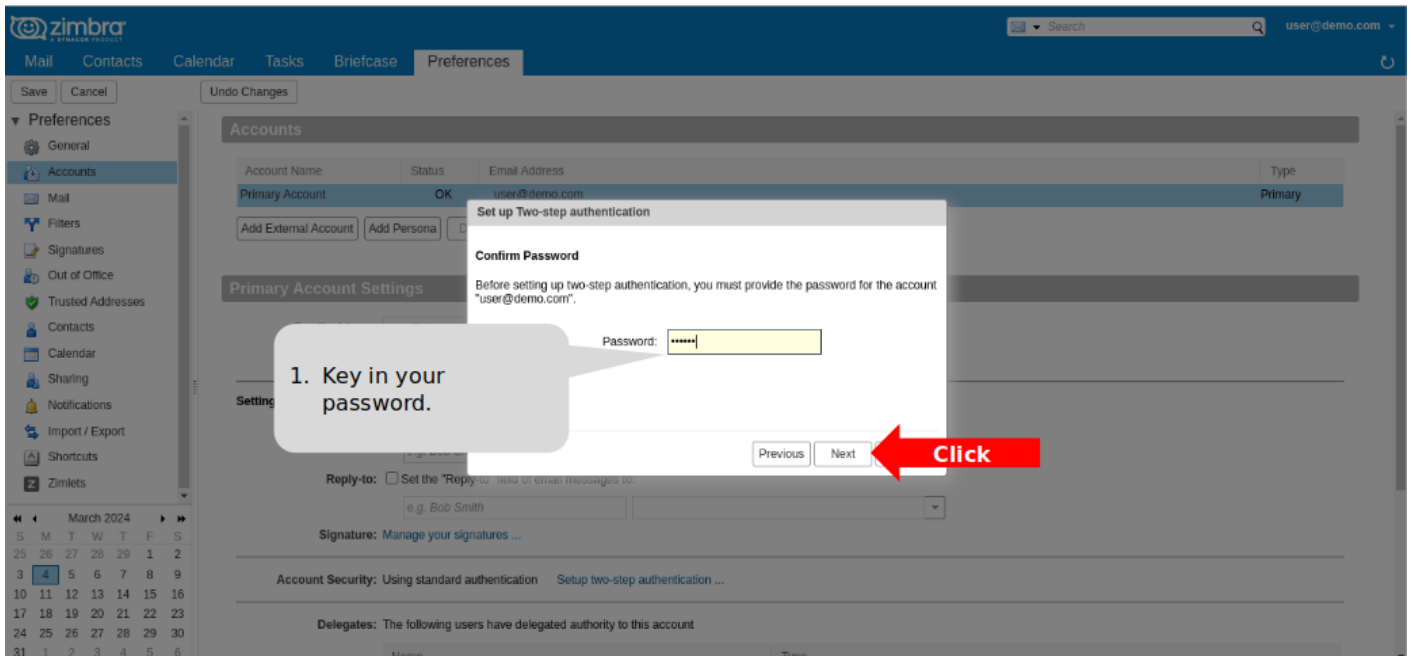 zimbra
A SYNACOR PRODUCT
Search
user@demo.com
Mail Contacts Calendar Tasks Briefcase Preferences
Save Cancel Undo Changes
Preferences
General
Accounts
Mail
Filters
Signatures
Out of Office
Trusted Addresses
Contacts
Calendar
Sharing
Notifications
Import / Export
Shortcuts
Zimlets
March 2024
S M T W T F S
25 26 27 28 29 1 2
3 4 5 6 7 8 9
10 11 12 13 14 15 16
17 18 19 20 21 22 23
24 25 26 27 28 29 30
31 1 2 3 4 5 6
Accounts
Account Name Status Email Address Type
Primary Account OK user@demo.com Primary
Add External Account Add Persona
Primary Account Settings
Set up Two-step authentication
Confirm Password
Before setting up two-step authentication, you must provide the password for the account
"user@demo.com".
Password: ••••••
1. Key in your
password.
Previous Next
Click
Reply-to: Set the "Reply-to" field of email messages to:
e.g. Bob Smith
Signature: Manage your signatures ...
Account Security: Using standard authentication Setup two-step authentication ...
Delegates: The following users have delegated authority to this account
Name Type